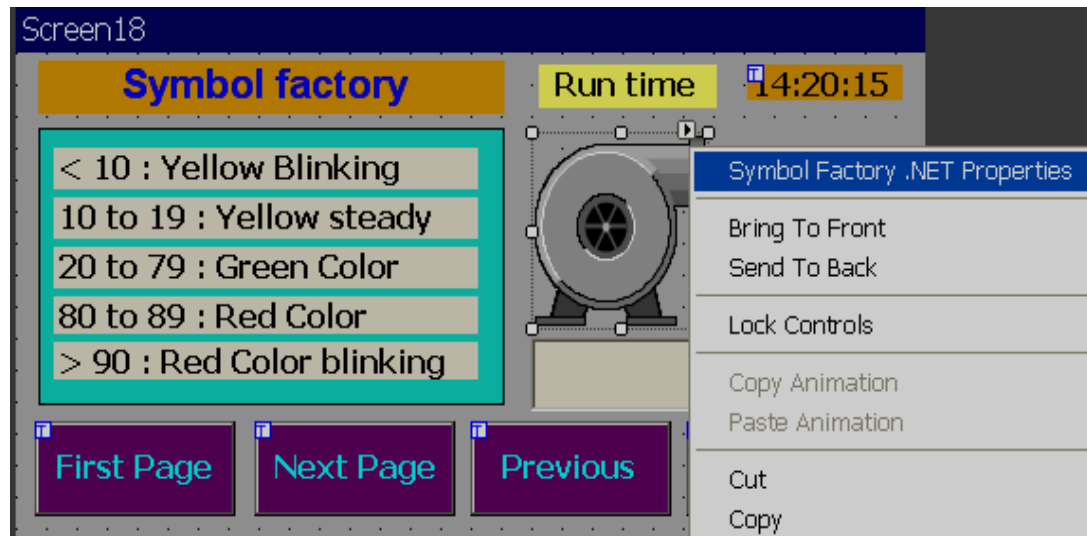 Screen18
Symbol factory
Run time
14:20:15
< 10 : Yellow Blinking
10 to 19 : Yellow steady
20 to 79 : Green Color
80 to 89 : Red Color
> 90 : Red Color blinking
Symbol Factory .NET Properties
Bring To Front
Send To Back
Lock Controls
Copy Animation
Paste Animation
Cut
Copy
T
T
T
T
First Page
Next Page
Previous